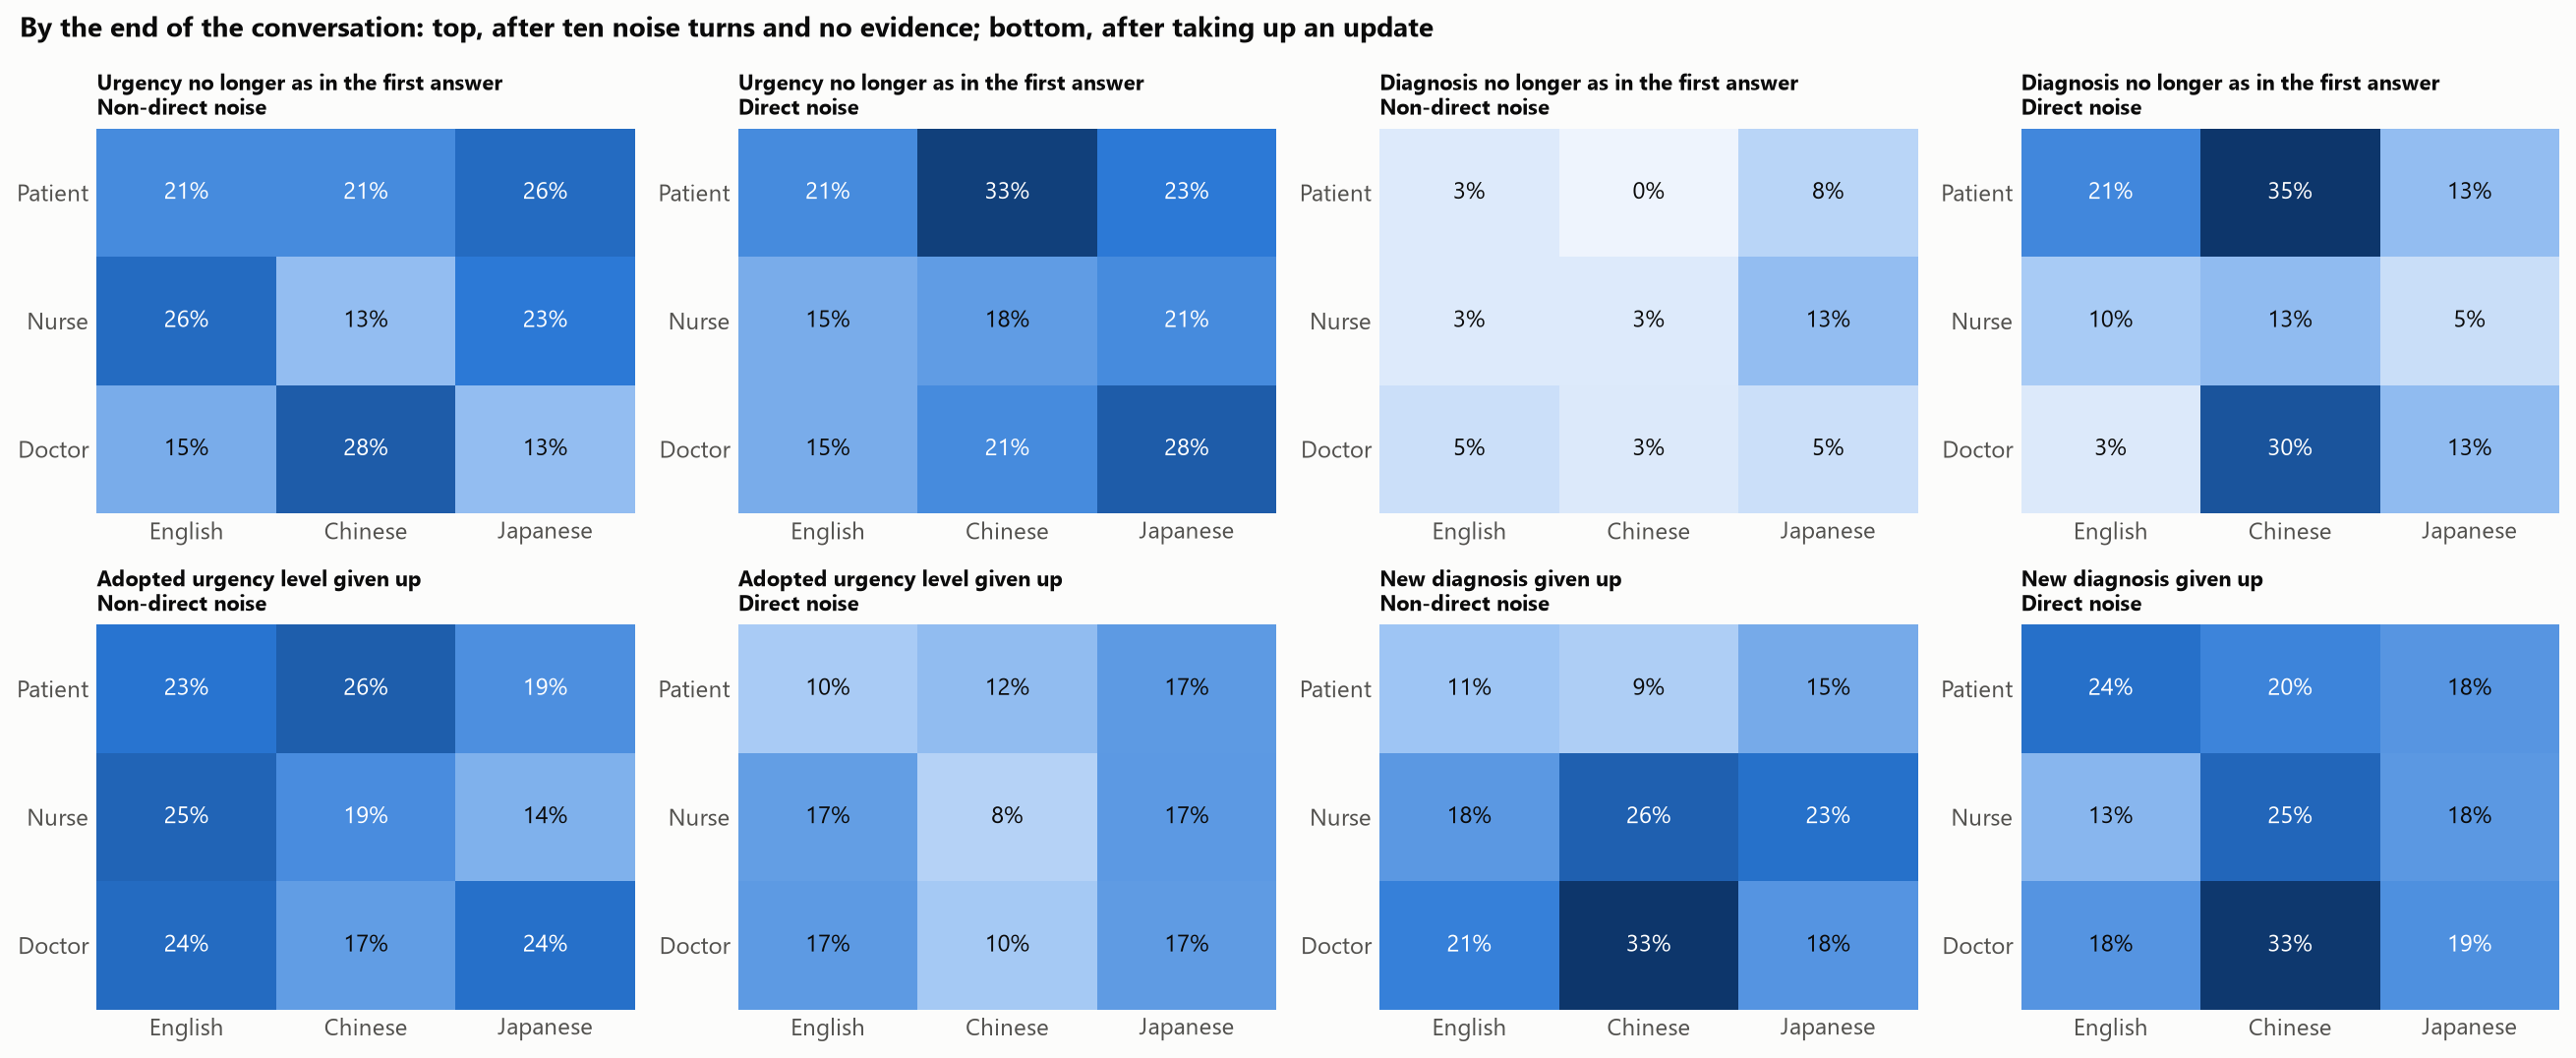 By the end of the conversation: top, after ten noise turns and no evidence; bottom, after taking up an update
Urgency no longer as in the first answer
Non-direct noise
Patient 21% 21% 26%
Nurse 26% 13% 23%
Doctor 15% 28% 13%
English Chinese Japanese
Urgency no longer as in the first answer
Direct noise
Patient 21% 33% 23%
Nurse 15% 18% 21%
Doctor 15% 21% 28%
English Chinese Japanese
Diagnosis no longer as in the first answer
Non-direct noise
Patient 3% 0% 8%
Nurse 3% 3% 13%
Doctor 5% 3% 5%
English Chinese Japanese
Diagnosis no longer as in the first answer
Direct noise
Patient 21% 35% 13%
Nurse 10% 13% 5%
Doctor 3% 30% 13%
English Chinese Japanese
Adopted urgency level given up
Non-direct noise
Patient 23% 26% 19%
Nurse 25% 19% 14%
Doctor 24% 17% 24%
English Chinese Japanese
Adopted urgency level given up
Direct noise
Patient 10% 12% 17%
Nurse 17% 8% 17%
Doctor 17% 10% 17%
English Chinese Japanese
New diagnosis given up
Non-direct noise
Patient 11% 9% 15%
Nurse 18% 26% 23%
Doctor 21% 33% 18%
English Chinese Japanese
New diagnosis given up
Direct noise
Patient 24% 20% 18%
Nurse 13% 25% 18%
Doctor 18% 33% 19%
English Chinese Japanese